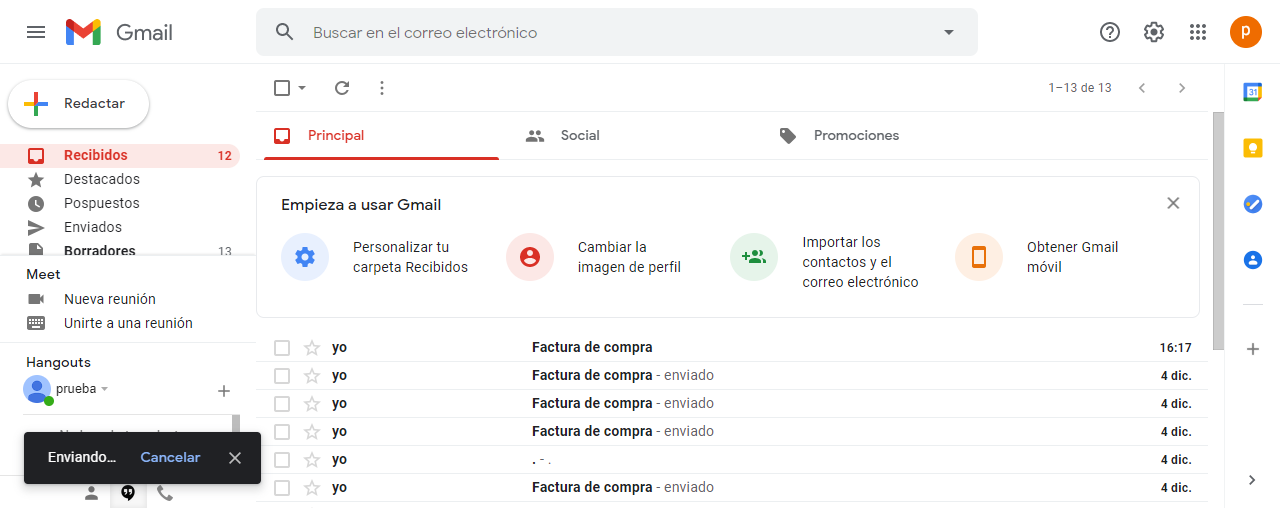 Gmail
Buscar en el correo electrónico
p
Redactar
1–13 de 13
31
Principal
Social
Promociones
Recibidos 12
Destacados
Pospuestos
Enviados
Borradores 13
Empieza a usar Gmail
Personalizar tu
carpeta Recibidos
Cambiar la
imagen de perfil
Importar los
contactos y el
correo electrónico
Obtener Gmail
móvil
Meet
Nueva reunión
Unirte a una reunión
Hangouts
prueba
yo Factura de compra 16:17
yo Factura de compra - enviado 4 dic.
yo Factura de compra - enviado 4 dic.
yo Factura de compra - enviado 4 dic.
yo . - . 4 dic.
yo Factura de compra - enviado 4 dic.
Enviando... Cancelar